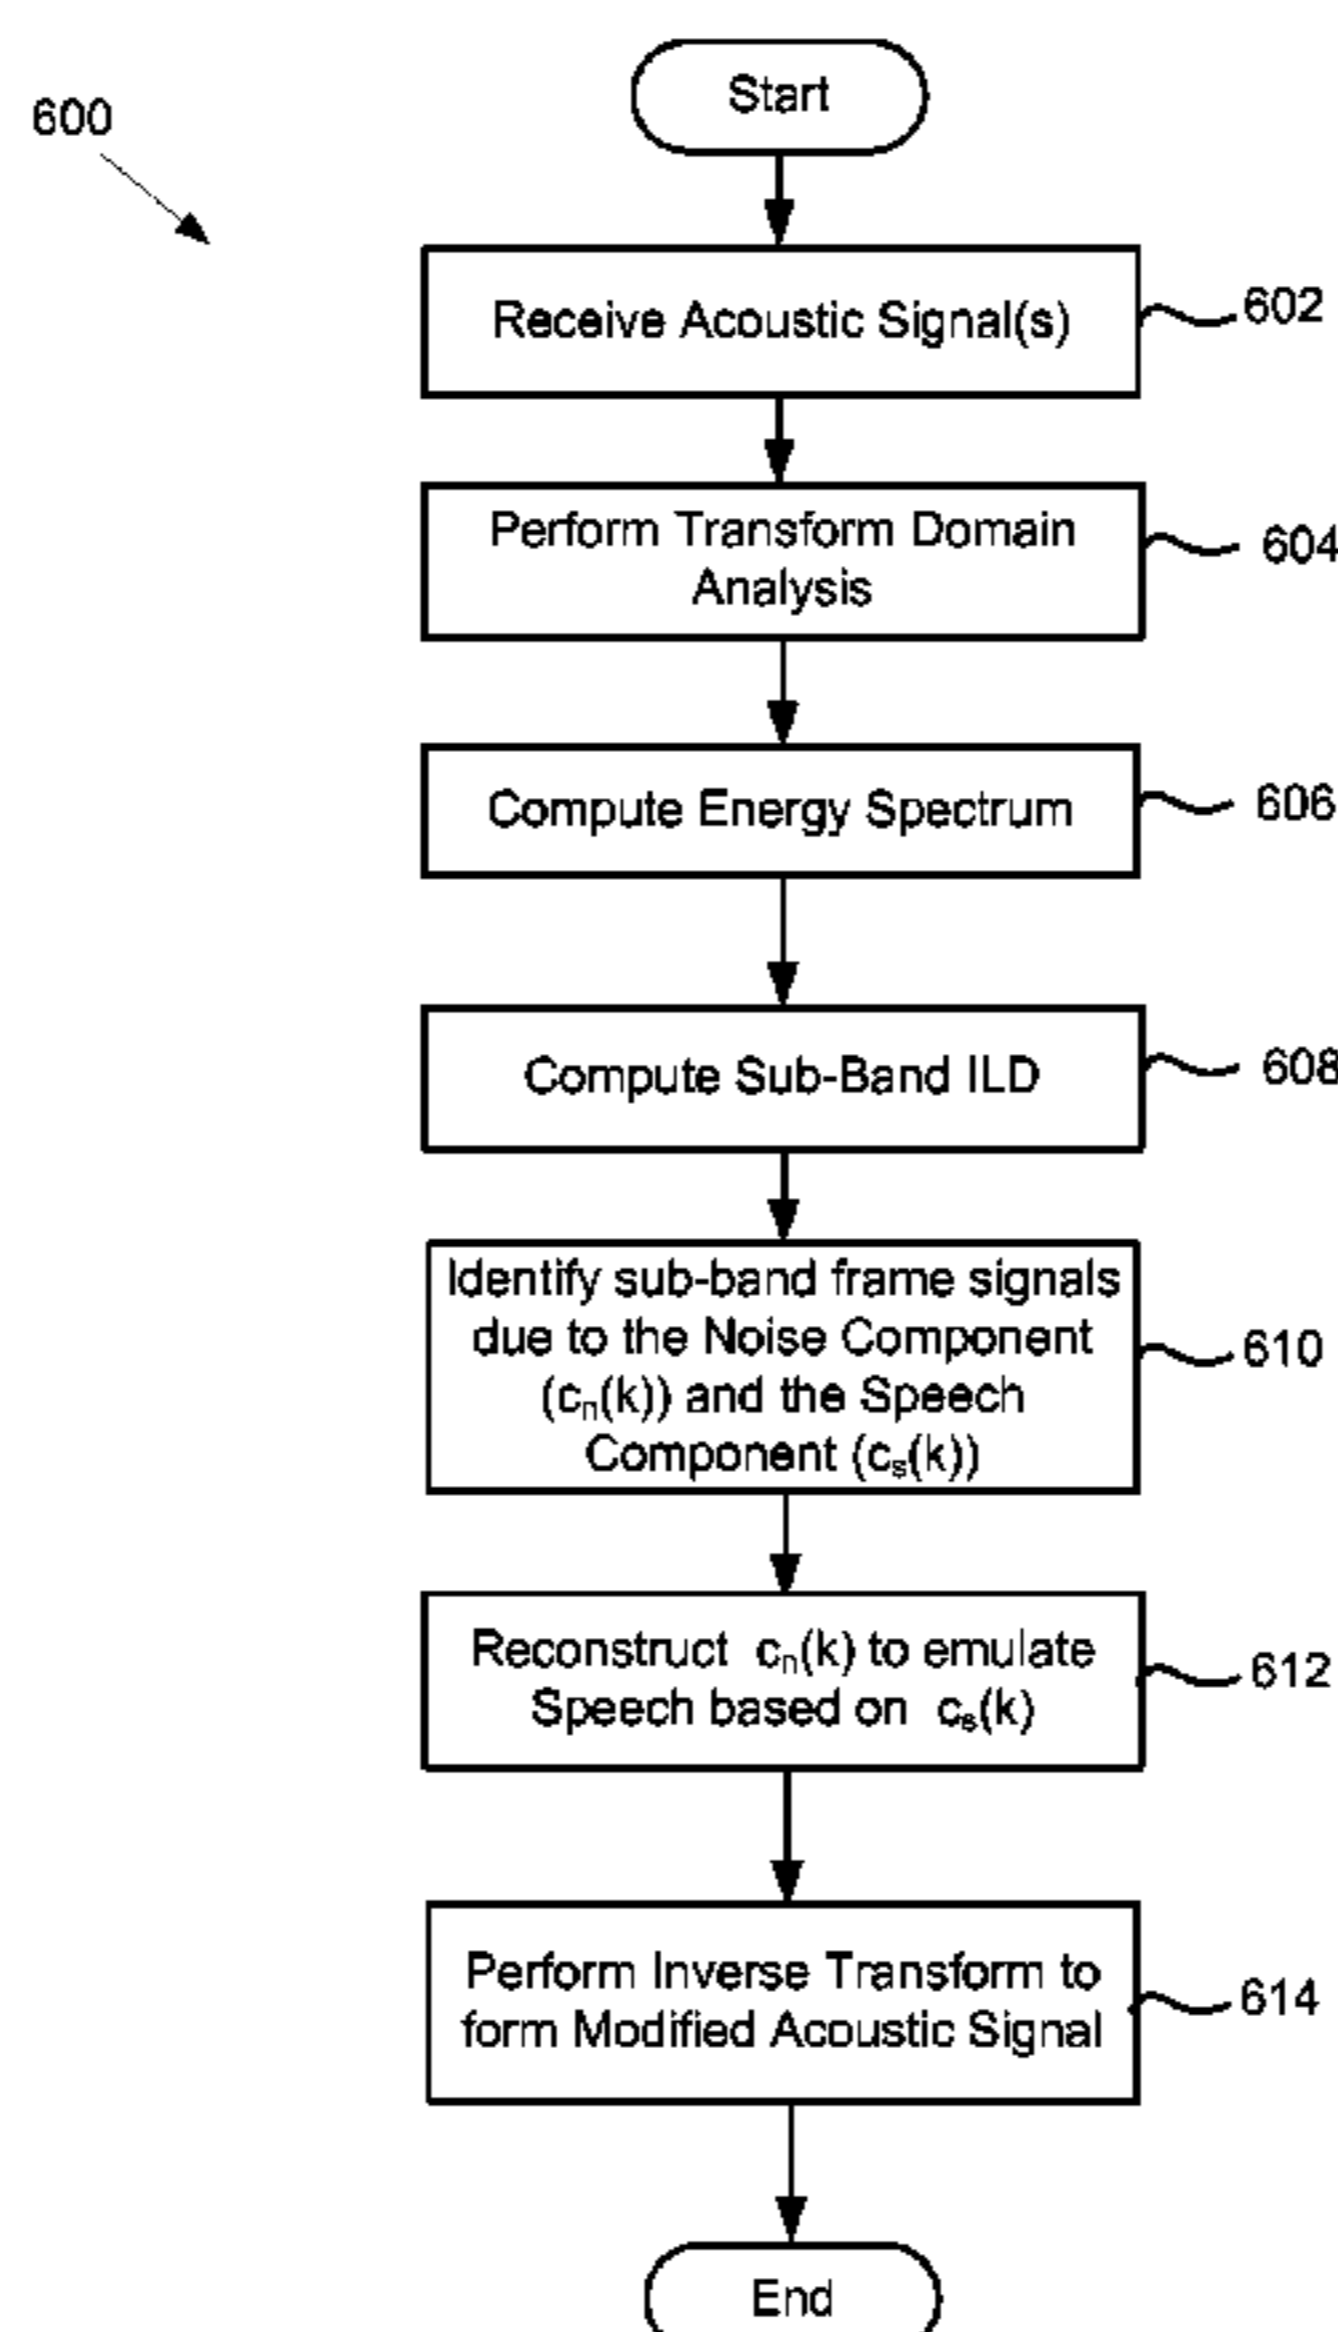 Start
600
Receive Acoustic Signal(s)
602
Perform Transform Domain
Analysis
604
Compute Energy Spectrum
606
Compute Sub-Band ILD
608
Identify sub-band frame signals
due to the Noise Component
(cₙ(k)) and the Speech
Component (cₛ(k))
610
Reconstruct cₙ(k) to emulate
Speech based on cₛ(k)
612
Perform Inverse Transform to
form Modified Acoustic Signal
614
End